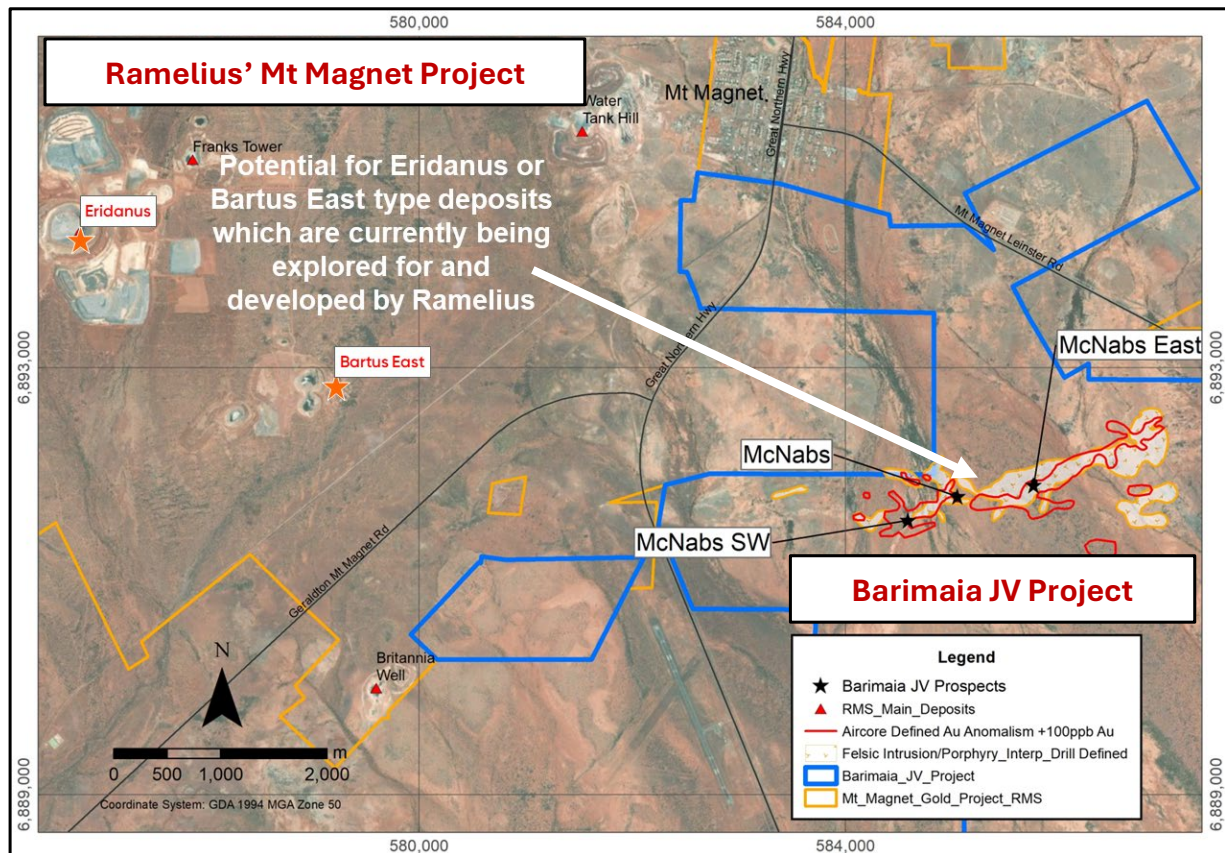 580,000
584,000
Ramelius’ Mt Magnet Project
Water
Tank Hill
Mt Magnet
Great Northern Hwy
Franks Tower
Potential for Eridanus or
Bartus East type deposits
which are currently being
explored for and
developed by Ramelius
Eridanus
Mt Magnet Leinster Rd
Great Northern Hwy
McNabs East
6,893,000
6,893,000
Bartus East
McNabs
McNabs SW
Geraldton Mt Magnet Rd
Barimaia JV Project
N
Britannia
Well
Legend
Barimaia JV Prospects
RMS_Main_Deposits
Aircore Defined Au Anomalism +100ppb Au
Felsic Intrusion/Porphyry_Interp_Drill Defined
Barimaia_JV_Project
Mt_Magnet_Gold_Project_RMS
m
0 500 1,000 2,000
Coordinate System: GDA 1994 MGA Zone 50
6,889,000
6,889,000
580,000
584,000